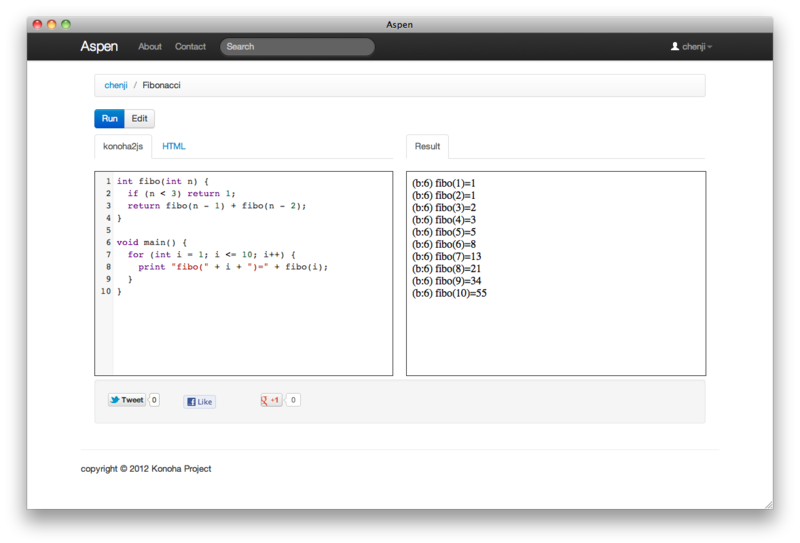 Aspen
Aspen About Contact Search chenji
chenji / Fibonacci
Run Edit
konoha2js HTML
Result
1 int fibo(int n) {
2 if (n < 3) return 1;
3 return fibo(n - 1) + fibo(n - 2);
4 }
5
6 void main() {
7 for (int i = 1; i <= 10; i++) {
8 print "fibo(" + i + ")=" + fibo(i);
9 }
10 }
(b:6) fibo(1)=1
(b:6) fibo(2)=1
(b:6) fibo(3)=2
(b:6) fibo(4)=3
(b:6) fibo(5)=5
(b:6) fibo(6)=8
(b:6) fibo(7)=13
(b:6) fibo(8)=21
(b:6) fibo(9)=34
(b:6) fibo(10)=55
Tweet 0 Like +1 0
copyright © 2012 Konoha Project